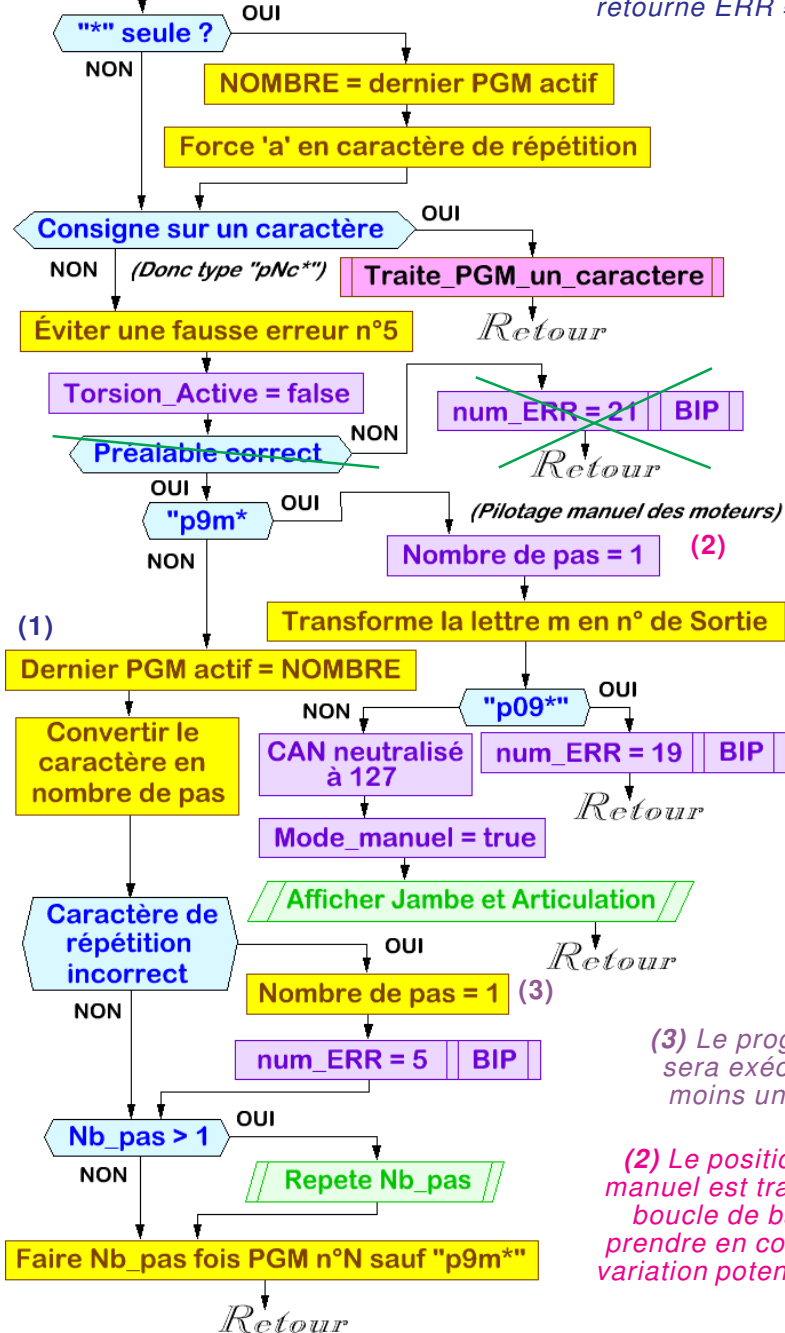 retourne ERR =
"*" seule ?
OUI
NON
NOMBRE = dernier PGM actif
Force 'a' en caractère de répétition
Consigne sur un caractère
OUI
NON
(Donc type "pNc*")
Traite_PGM_un_caractere
Retour
Éviter une fausse erreur n°5
Torsion_Active = false
num_ERR = 21 BIP
Préalable correct
NON
Retour
OUI
"p9m*
OUI
(Pilotage manuel des moteurs)
NON
Nombre de pas = 1
(2)
Transforme la lettre m en n° de Sortie
(1)
Dernier PGM actif = NOMBRE
"p09*"
OUI
NON
Convertir le
caractère en
nombre de pas
CAN neutralisé
à 127
num_ERR = 19 BIP
Retour
Mode_manuel = true
Afficher Jambe et Articulation
Retour
Caractère de
répétition
incorrect
OUI
NON
Nombre de pas = 1
(3)
num_ERR = 5 BIP
(3) Le prog
sera exéc
moins un
Nb_pas > 1
OUI
NON
Repete Nb_pas
(2) Le positio
manuel est tra
boucle de b
prendre en co
variation poten
Faire Nb_pas fois PGM n°N sauf "p9m*"
Retour